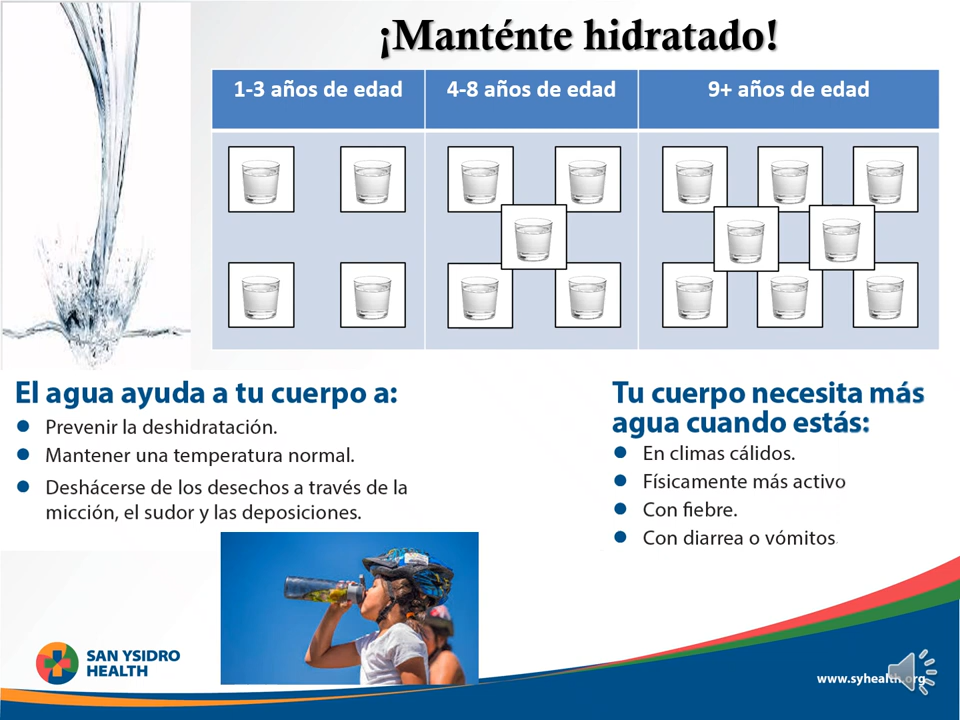 ¡Manténte hidratado!
1-3 años de edad
4-8 años de edad
9+ años de edad
El agua ayuda a tu cuerpo a:
Prevenir la deshidratación.
Mantener una temperatura normal.
Deshácerse de los desechos a través de la
micción, el sudor y las deposiciones.
Tu cuerpo necesita más
agua cuando estás:
En climas cálidos.
Físicamente más activo
Con fiebre.
Con diarrea o vómitos
SAN YSIDRO
HEALTH
www.syhealth.org